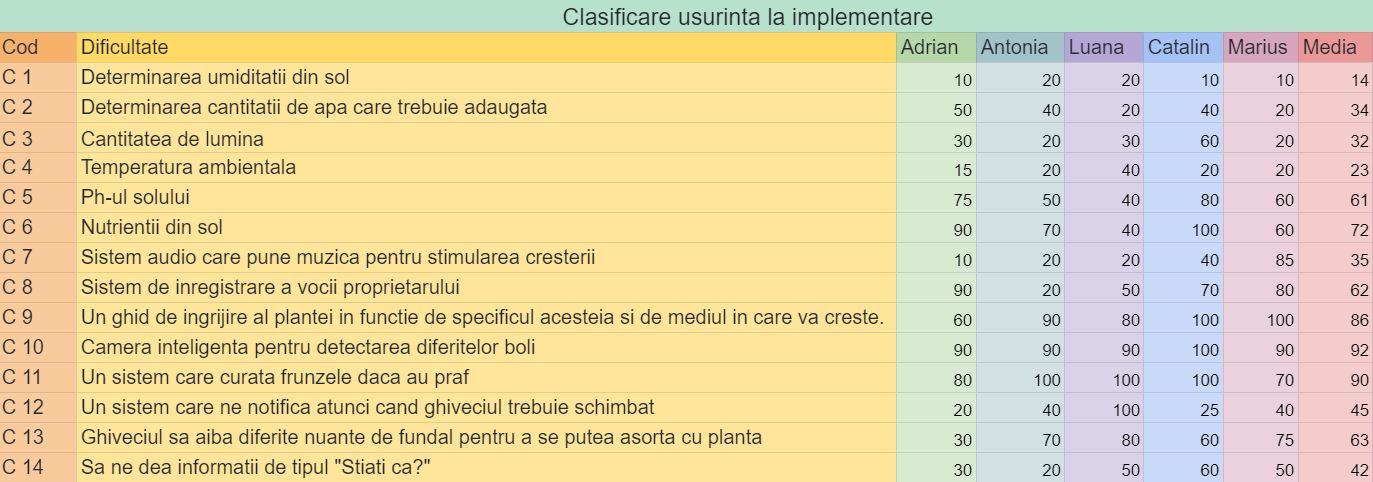 Clasificare usurinta la implementare
Cod Dificultate Adrian Antonia Luana Catalin Marius Media
C 1 Determinarea umiditatii din sol 10 20 20 10 10 14
C 2 Determinarea cantitatii de apa care trebuie adaugata 50 40 20 40 20 34
C 3 Cantitatea de lumina 30 20 30 60 20 32
C 4 Temperatura ambientala 15 20 40 20 20 23
C 5 Ph-ul solului 75 50 40 80 60 61
C 6 Nutrientii din sol 90 70 40 100 60 72
C 7 Sistem audio care pune muzica pentru stimularea cresterii 10 20 20 40 85 35
C 8 Sistem de inregistrare a vocii proprietarului 90 20 50 70 80 62
C 9 Un ghid de ingrijire al plantei in functie de specificul acesteia si de mediul in care va creste. 60 90 80 100 100 86
C 10 Camera inteligenta pentru detectarea diferitelor boli 90 90 90 100 90 92
C 11 Un sistem care curata frunzele daca au praf 80 100 100 100 70 90
C 12 Un sistem care ne notifica atunci cand ghiveciul trebuie schimbat 20 40 100 25 40 45
C 13 Ghiveciul sa aiba diferite nuante de fundal pentru a se putea asorta cu planta 30 70 80 60 75 63
C 14 Sa ne dea informatii de tipul "Stiati ca?" 30 20 50 60 50 42